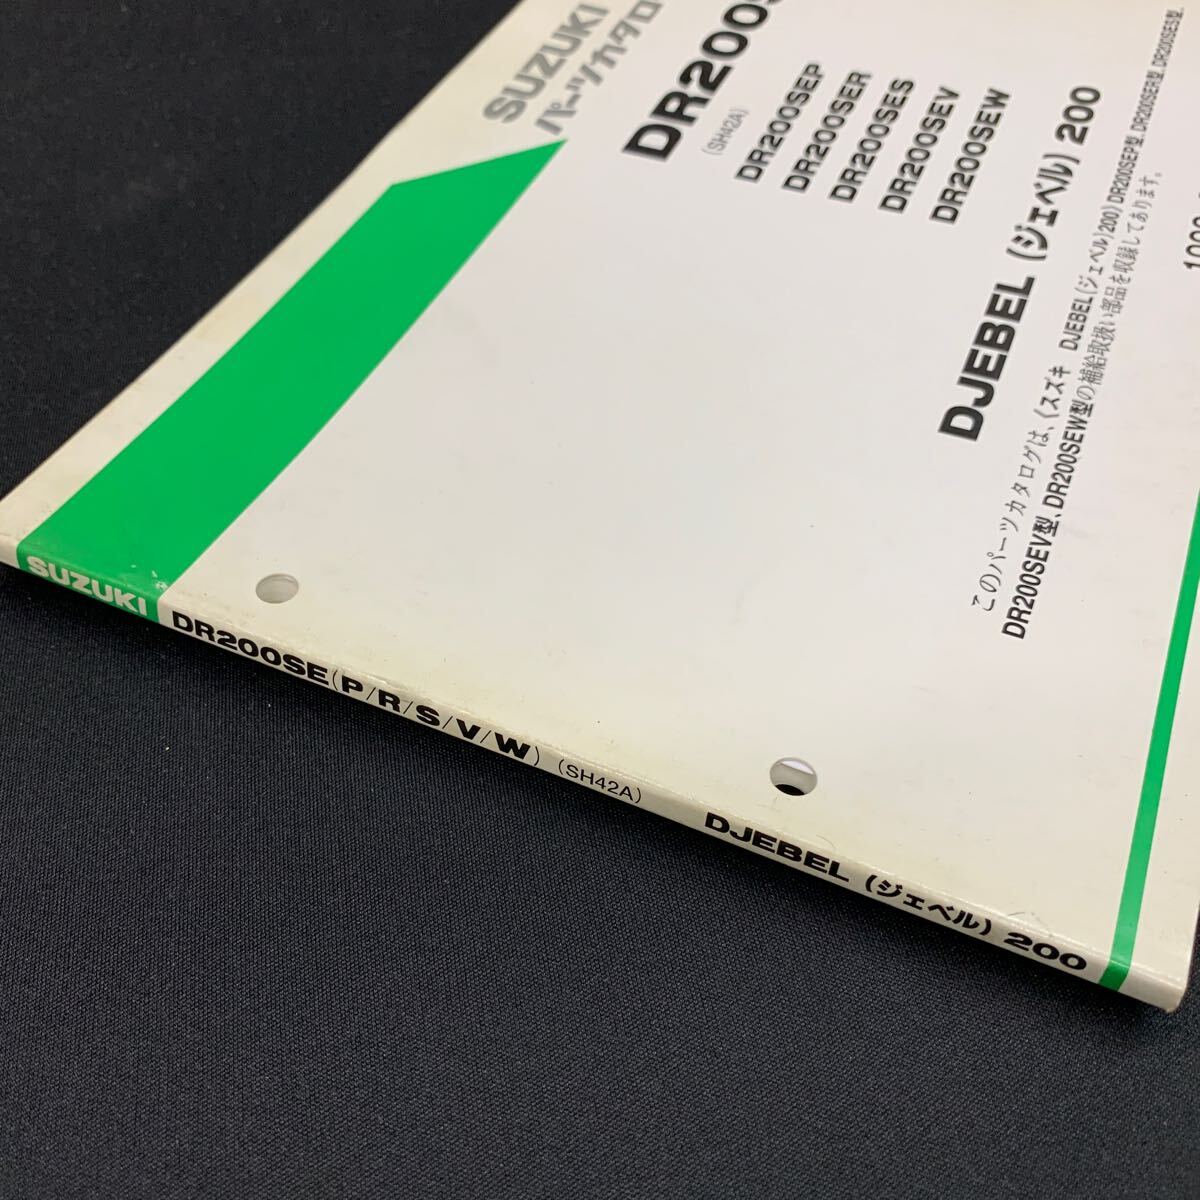 SUZUKI
パーツカタロ
DR200S
(SH42A)
DR200SEP
DR200SER
DR200SES
DR200SEV
DR200SEW
DJEBEL (ジェベル) 200
このパーツカタログは、(スズキ DJEBEL(ジェベル)200) DR200SEP型、DR200SER型、DR200SES型、
DR200SEV型、DR200SEW型の補給取扱い部品を収録してあります。
SUZUKI DR200SE(P/R/S/V/W) (SH42A) DJEBEL (ジェベル) 200